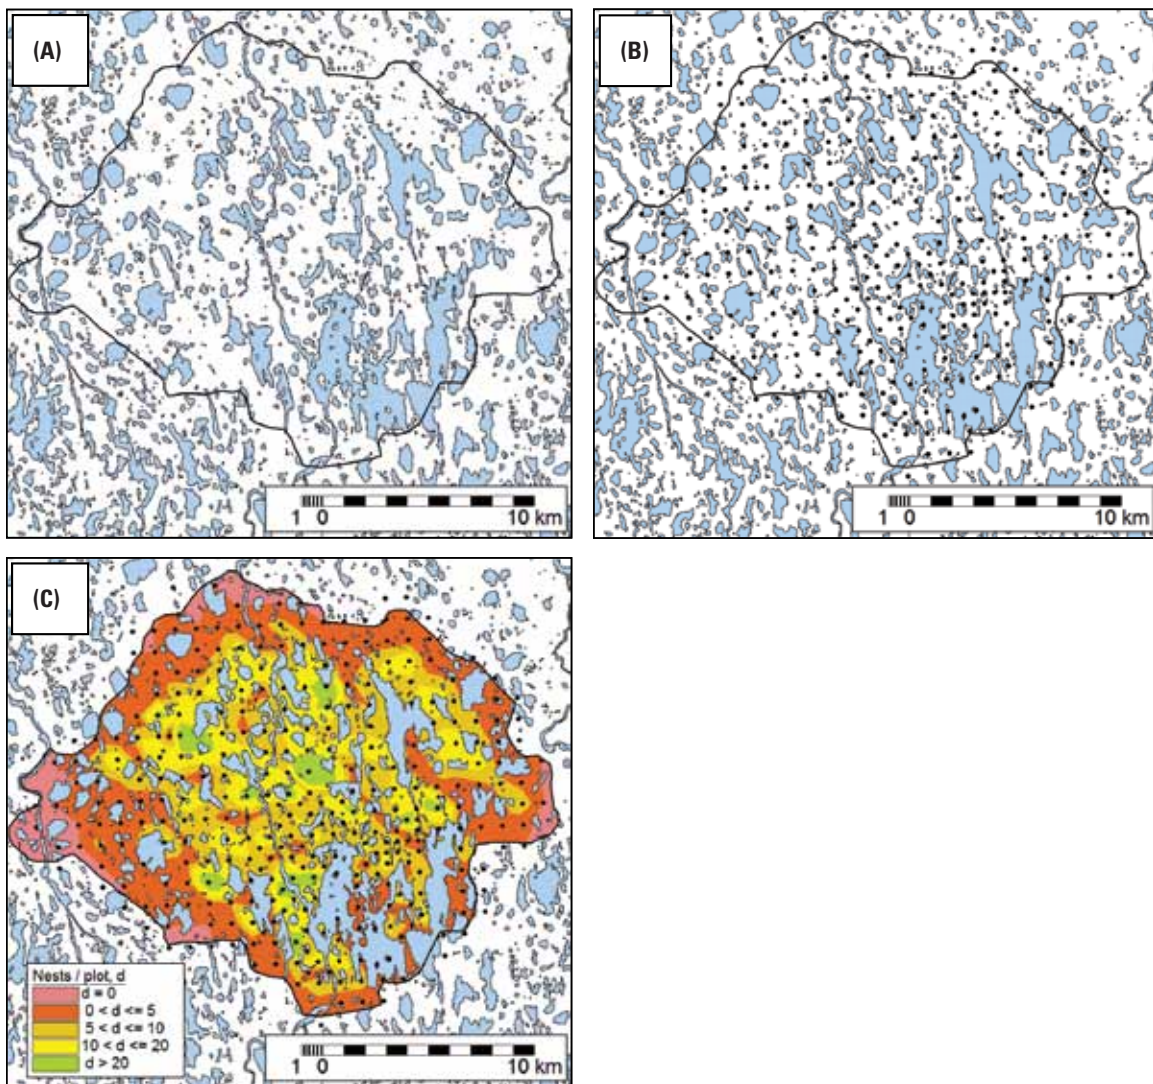 (A)
1 0 10 km
(B)
1 0 10 km
(C)
Nests / plot, d
d = 0
0 < d <= 5
5 < d <= 10
10 < d <= 20
d > 20
1 0 10 km